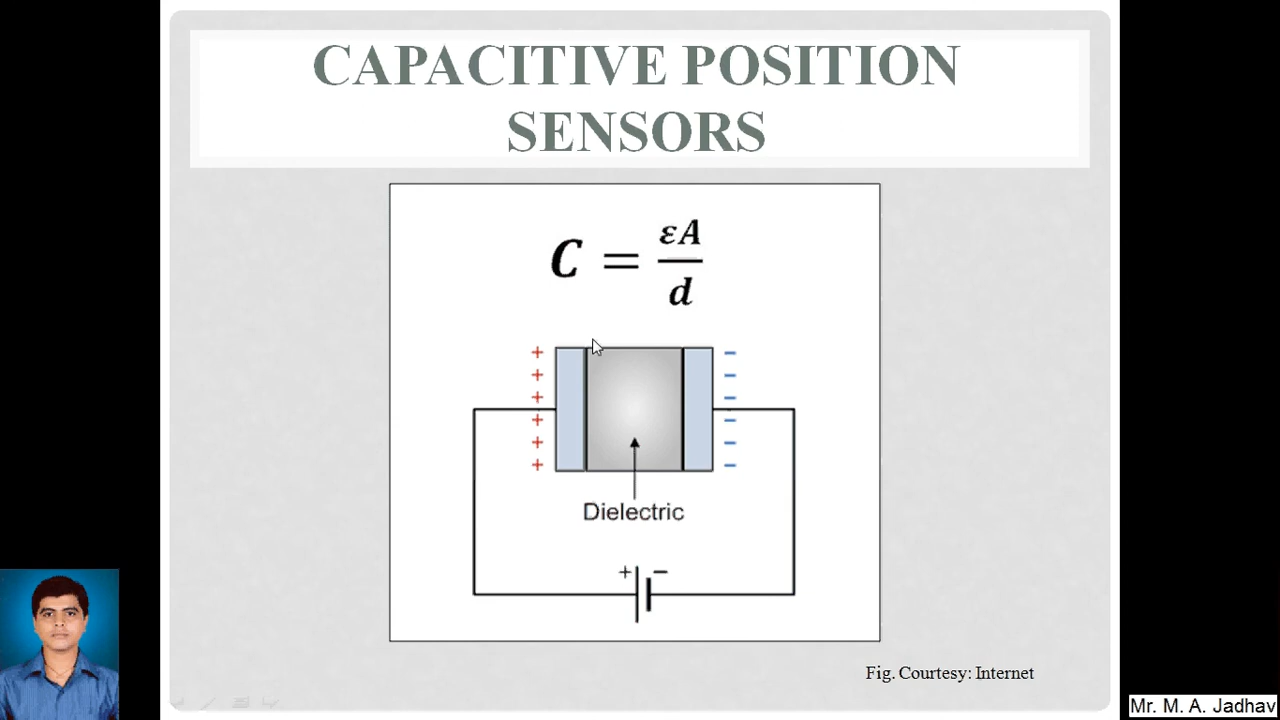 CAPACITIVE POSITION
SENSORS
C = εA/d
+ −
+ −
+ −
+ −
+ −
+ −
Dielectric
+ −
Fig. Courtesy: Internet
Mr. M. A. Jadhav